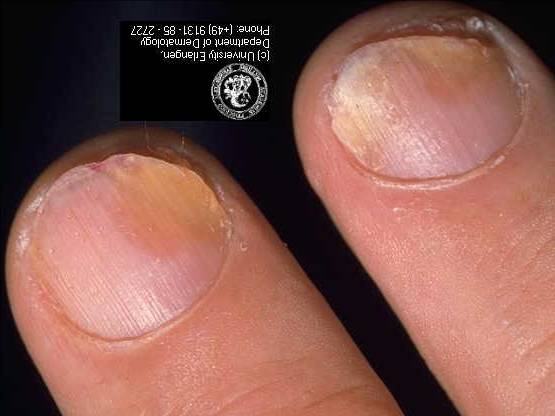 (c) University Erlangen,
Department of Dermatology
Phone: (+49) 9131- 85 - 2727